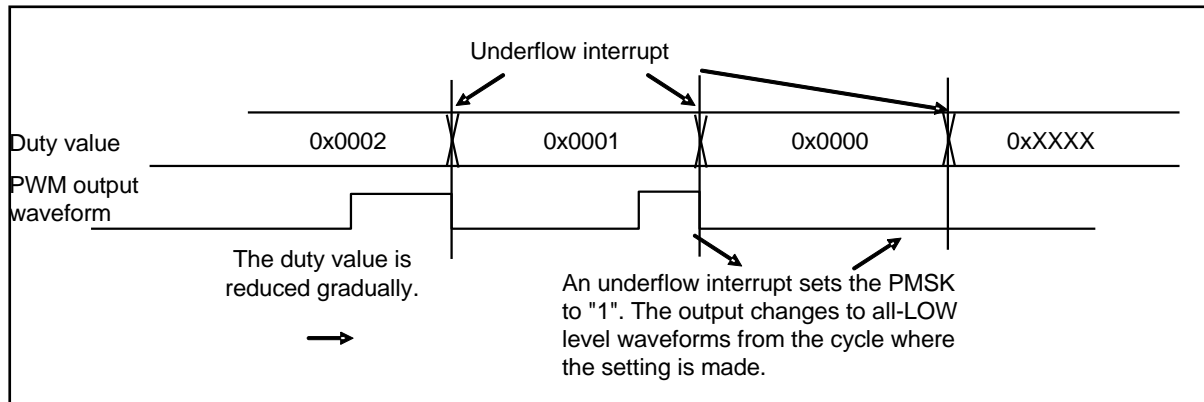 Underflow interrupt
Duty value
0x0002
0x0001
0x0000
0xXXXX
PWM output
waveform
The duty value is
reduced gradually.
An underflow interrupt sets the PMSK
to "1". The output changes to all-LOW
level waveforms from the cycle where
the setting is made.